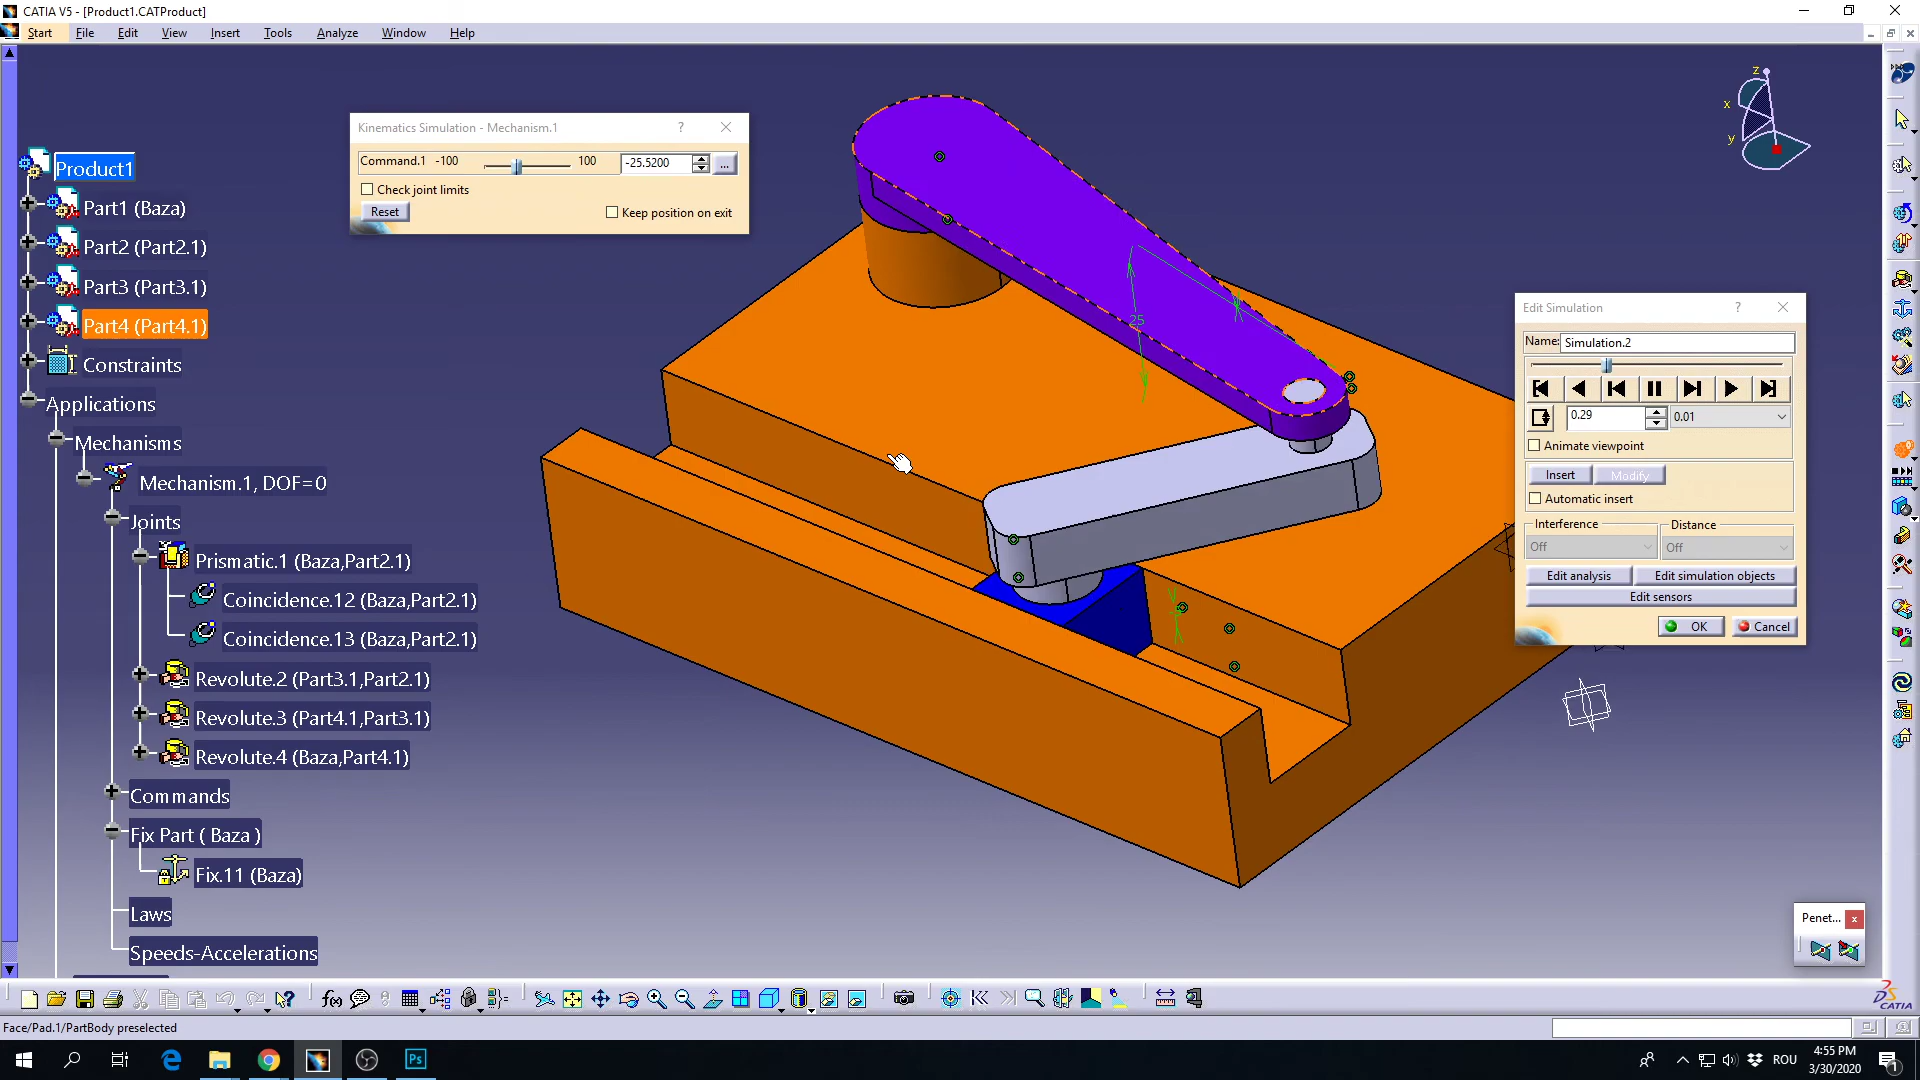 CATIA V5 - [Product1.CATProduct]
Start File Edit View Insert Tools Analyze Window Help
Product1
Part1 (Baza)
Part2 (Part2.1)
Part3 (Part3.1)
Part4 (Part4.1)
Constraints
Applications
Mechanisms
Mechanism.1, DOF=0
Joints
Prismatic.1 (Baza,Part2.1)
Coincidence.12 (Baza,Part2.1)
Coincidence.13 (Baza,Part2.1)
Revolute.2 (Part3.1,Part2.1)
Revolute.3 (Part4.1,Part3.1)
Revolute.4 (Baza,Part4.1)
Commands
Fix Part ( Baza )
Fix.11 (Baza)
Laws
Speeds-Accelerations
Kinematics Simulation - Mechanism.1 ?
Command.1 -100 100 -25.5200 ...
Check joint limits
Reset Keep position on exit
25
z
x
y
Edit Simulation ?
Name: Simulation.2
0.29 0.01
Animate viewpoint
Insert Modify
Automatic insert
Interference Distance
Off Off
Edit analysis Edit simulation objects
Edit sensors
OK Cancel
Penet... x
f(x)
CATIA
Face/Pad.1/PartBody preselected
Ps
ROU
4:55 PM
3/30/2020
1